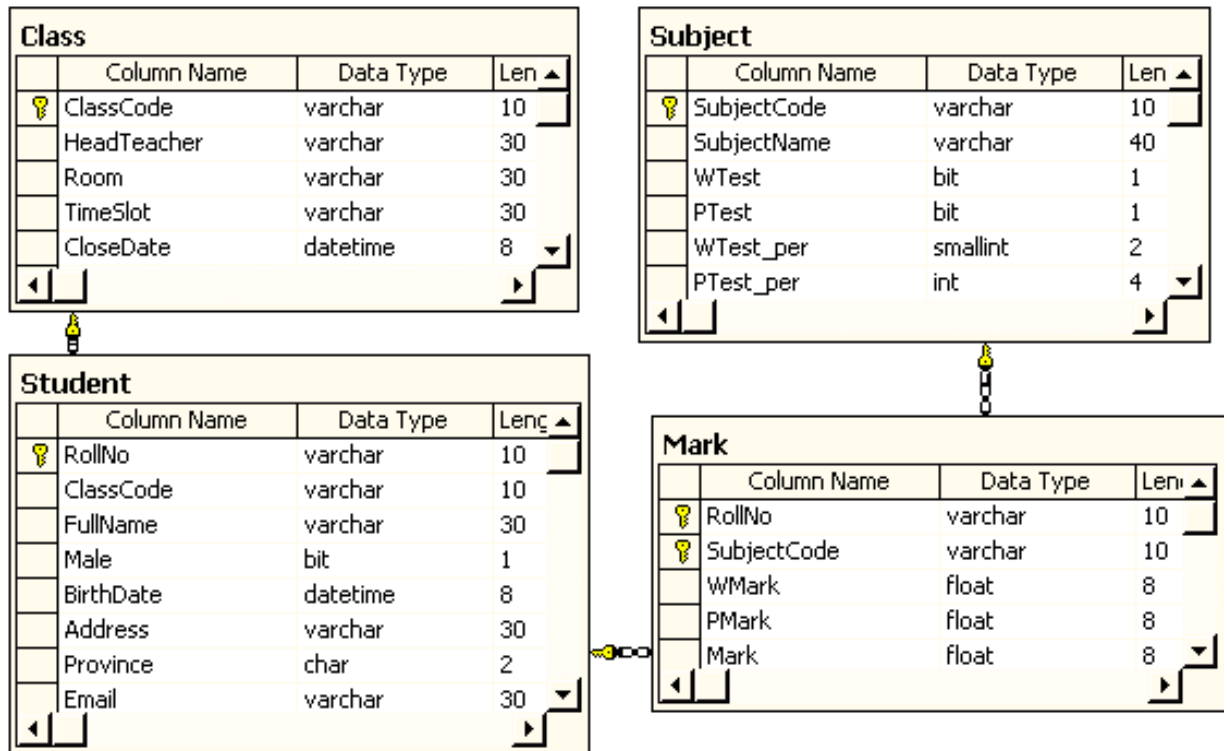 Class
Column Name Data Type Len
ClassCode varchar 10
HeadTeacher varchar 30
Room varchar 30
TimeSlot varchar 30
CloseDate datetime 8
Subject
Column Name Data Type Len
SubjectCode varchar 10
SubjectName varchar 40
WTest bit 1
PTest bit 1
WTest_per smallint 2
PTest_per int 4
Student
Column Name Data Type Leng
RollNo varchar 10
ClassCode varchar 10
FullName varchar 30
Male bit 1
BirthDate datetime 8
Address varchar 30
Province char 2
Email varchar 30
Mark
Column Name Data Type Len
RollNo varchar 10
SubjectCode varchar 10
WMark float 8
PMark float 8
Mark float 8